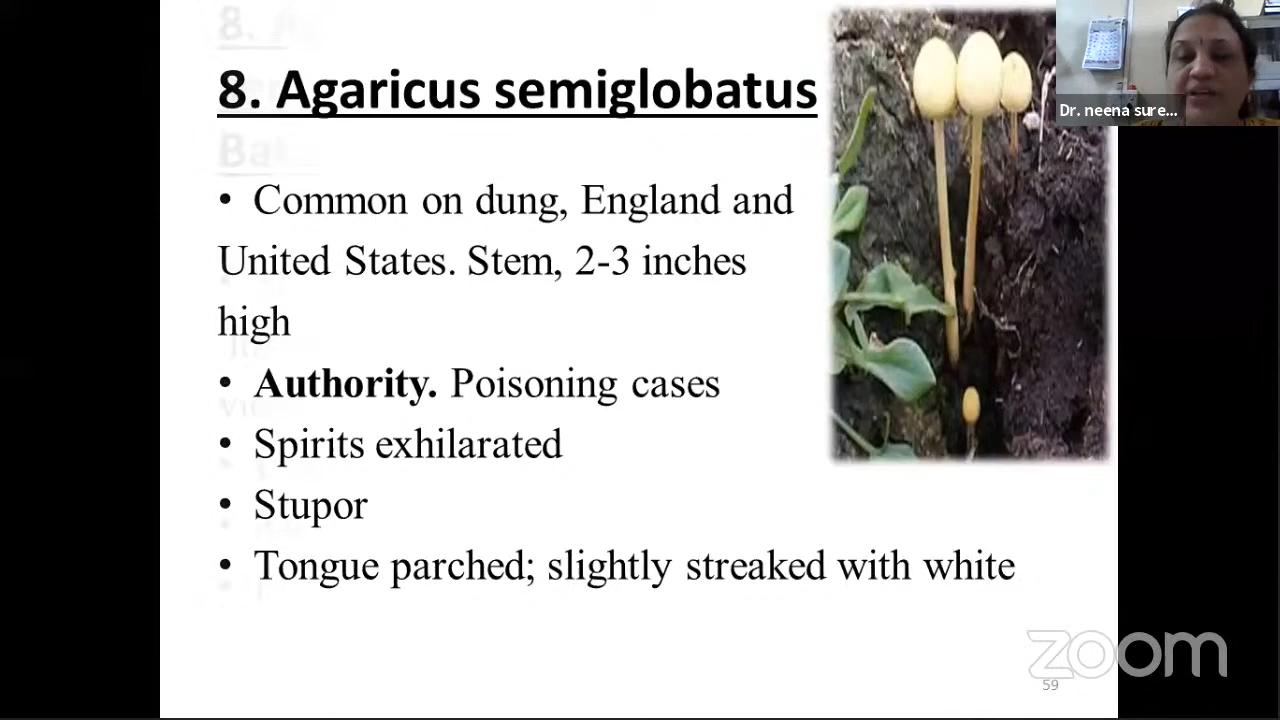 8. Agaricus semiglobatus
Dr. neena sure...
• Common on dung, England and
United States. Stem, 2-3 inches
high
• Authority. Poisoning cases
• Spirits exhilarated
• Stupor
• Tongue parched; slightly streaked with white
zoom
59